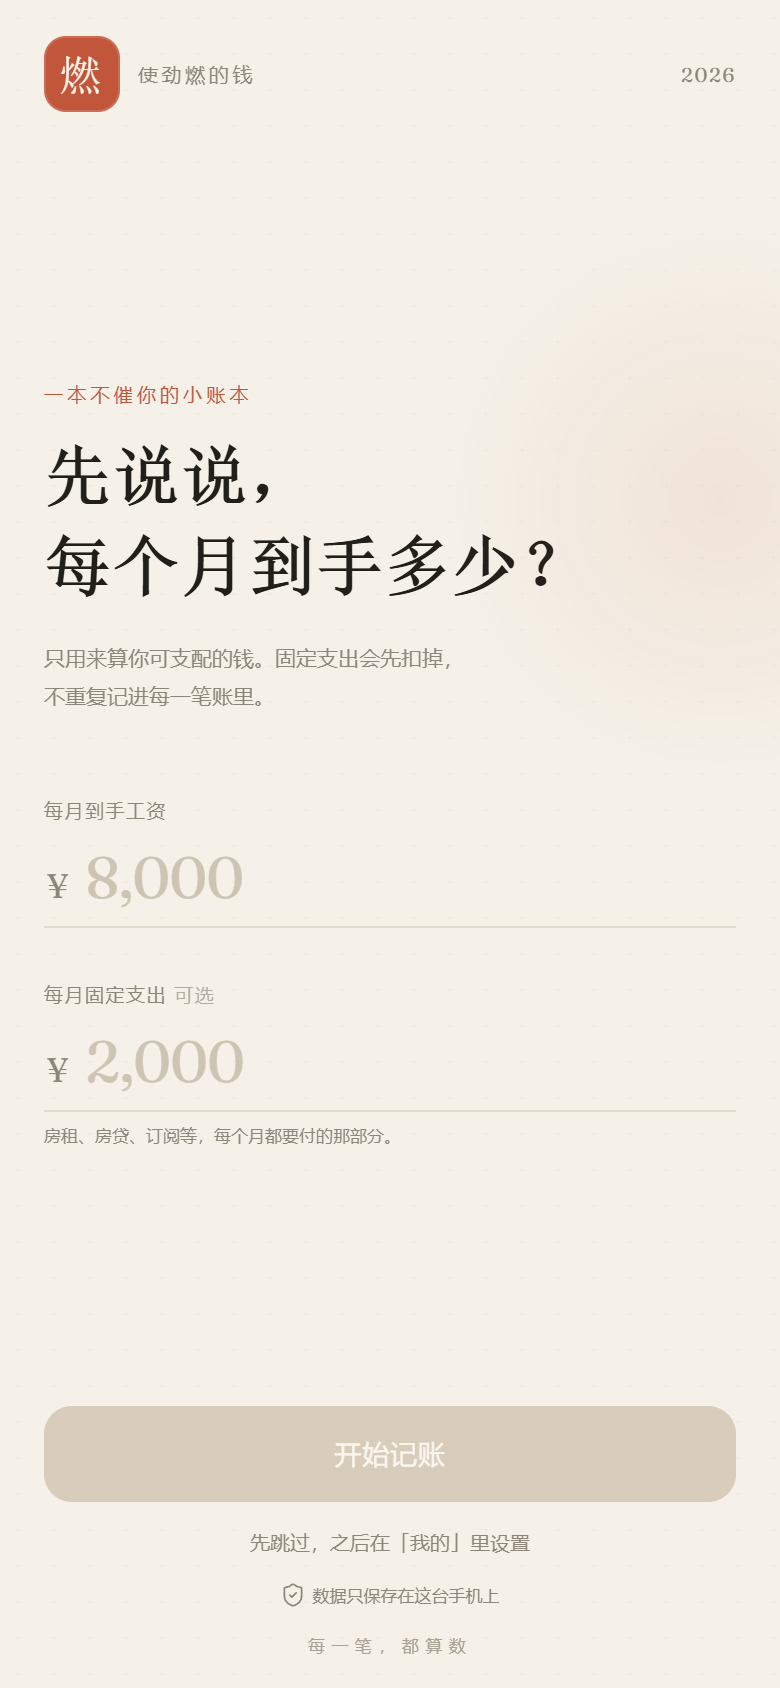 燃 使劲燃的钱 2026
一本不催你的小账本
先说说，
每个月到手多少？
只用来算你可支配的钱。固定支出会先扣掉，
不重复记进每一笔账里。
每月到手工资
¥ 8,000
每月固定支出 可选
¥ 2,000
房租、房贷、订阅等，每个月都要付的那部分。
开始记账
先跳过，之后在「我的」里设置
数据只保存在这台手机上
每一笔，都算数